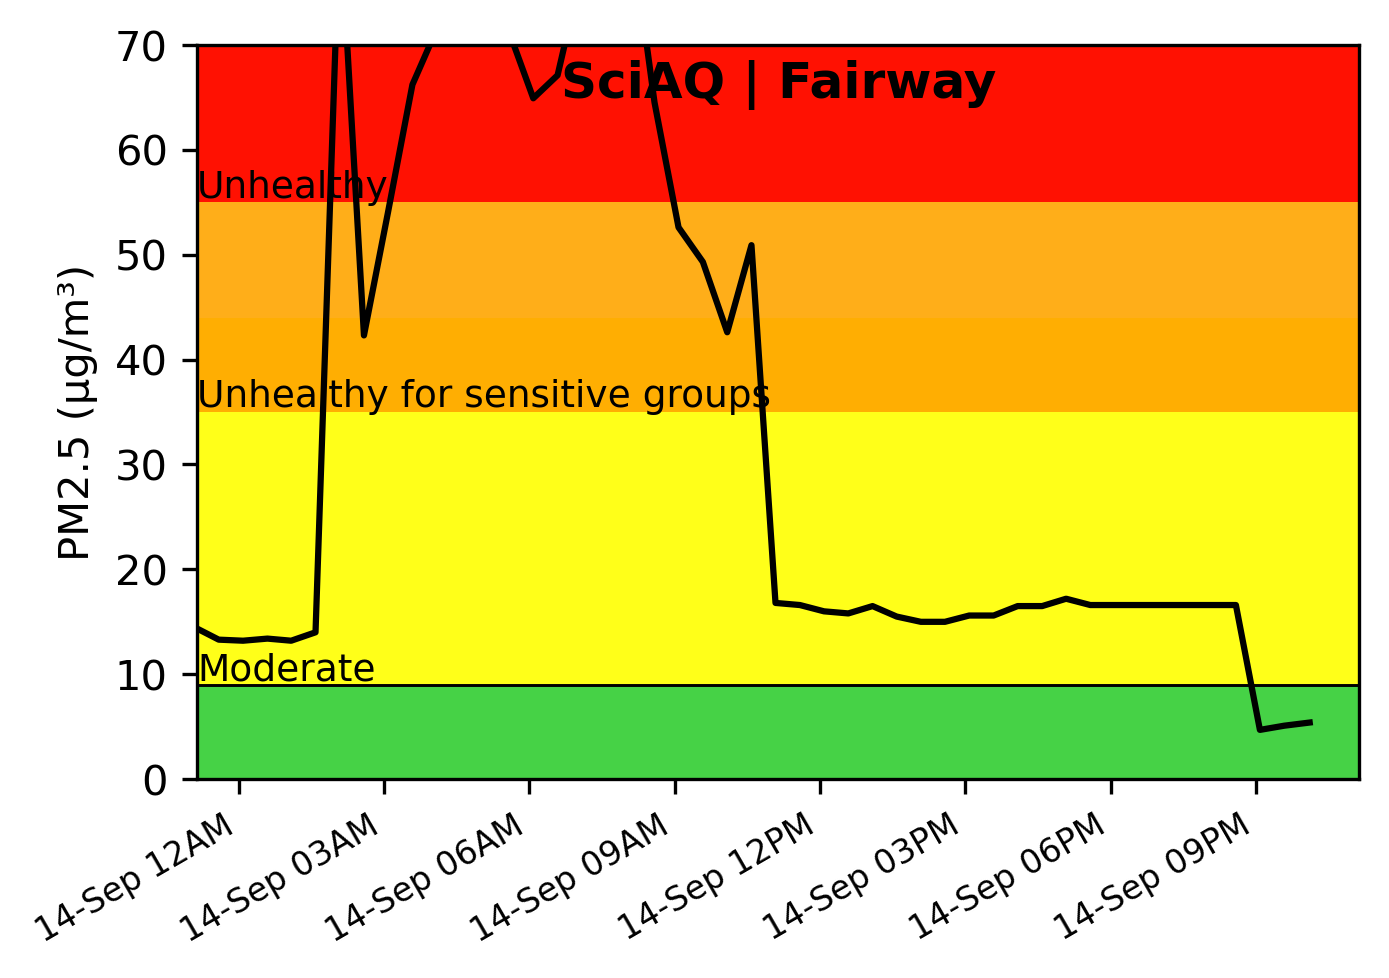 SciAQ | Fairway
70
60
50
40
30
20
10
0
PM2.5 (µg/m³)
Unhealthy
Unhealthy for sensitive groups
Moderate
14-Sep 12AM
14-Sep 03AM
14-Sep 06AM
14-Sep 09AM
14-Sep 12PM
14-Sep 03PM
14-Sep 06PM
14-Sep 09PM